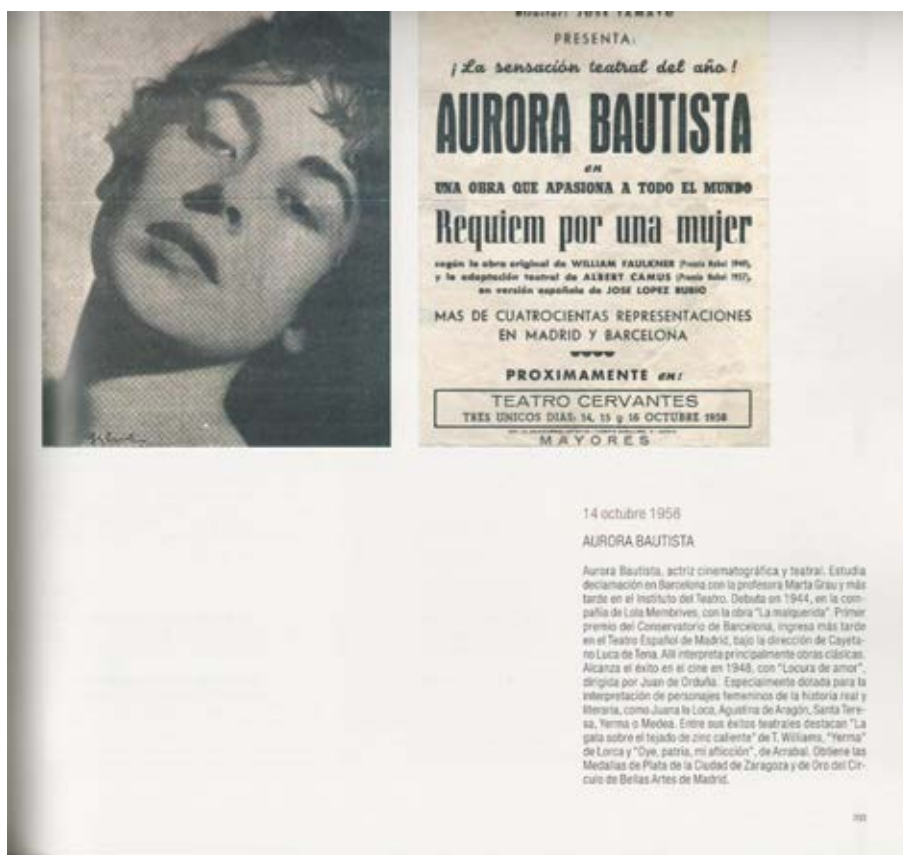 Director: JOSE TAMAYO
PRESENTA:
¡La sensación teatral del año!
AURORA BAUTISTA
en
UNA OBRA QUE APASIONA A TODO EL MUNDO
Requiem por una mujer
según la obra original de WILLIAM FAULKNER (Premio Nobel 1949),
y la adaptación teatral de ALBERT CAMUS (Premio Nobel 1957),
en versión española de JOSE LOPEZ RUBIO
MAS DE CUATROCIENTAS REPRESENTACIONES
EN MADRID Y BARCELONA
PROXIMAMENTE en:
TEATRO CERVANTES
TRES UNICOS DIAS: 14, 15 y 16 OCTUBRE 1958
MAYORES
14 octubre 1958
AURORA BAUTISTA
Aurora Bautista, actriz cinematográfica y teatral. Estudia
declamación en Barcelona con la profesora Marta Grau y más
tarde en el Instituto del Teatro. Debuta en 1944, en la com-
pañía de Lola Membrives, con la obra "La malquerida". Primer
premio del Conservatorio de Barcelona, ingresa más tarde
en el Teatro Español de Madrid, bajo la dirección de Cayeta-
no Luca de Tena. Allí interpreta principalmente obras clásicas.
Alcanza el éxito en el cine en 1948, con "Locura de amor",
dirigida por Juan de Orduña. Especialmente dotada para la
interpretación de personajes femeninos de la historia real y
literaria, como Juana la Loca, Agustina de Aragón, Santa Tere-
sa, Yerma o Medea. Entre sus éxitos teatrales destacan "La
gata sobre el tejado de zinc caliente" de T. Williams, "Yerma"
de Lorca y "Oye, patria, mi aflicción", de Arrabal. Obtiene las
Medallas de Plata de la Ciudad de Zaragoza y de Oro del Cír-
culo de Bellas Artes de Madrid.